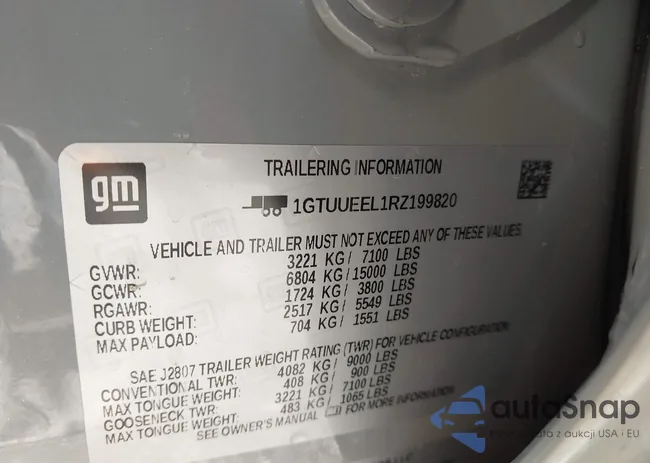 gm
TRAILERING INFORMATION
1GTUUEEL1RZ199820
VEHICLE AND TRAILER MUST NOT EXCEED ANY OF THESE VALUES
GVWR: 3221 KG / 7100 LBS
GCWR: 6804 KG / 15000 LBS
RGAWR: 1724 KG / 3800 LBS
CURB WEIGHT: 2517 KG / 5549 LBS
MAX PAYLOAD: 704 KG / 1551 LBS
SAE J2807 TRAILER WEIGHT RATING (TWR) FOR VEHICLE CONFIGURATION:
CONVENTIONAL TWR: 4082 KG / 9000 LBS
MAX TONGUE WEIGHT: 408 KG / 900 LBS
GOOSENECK TWR: 3221 KG / 7100 LBS
MAX TONGUE WEIGHT: 483 KG / 1065 LBS
SEE OWNER'S MANUAL FOR MORE INFORMATION
autoSnap
z aukcji USA i EU